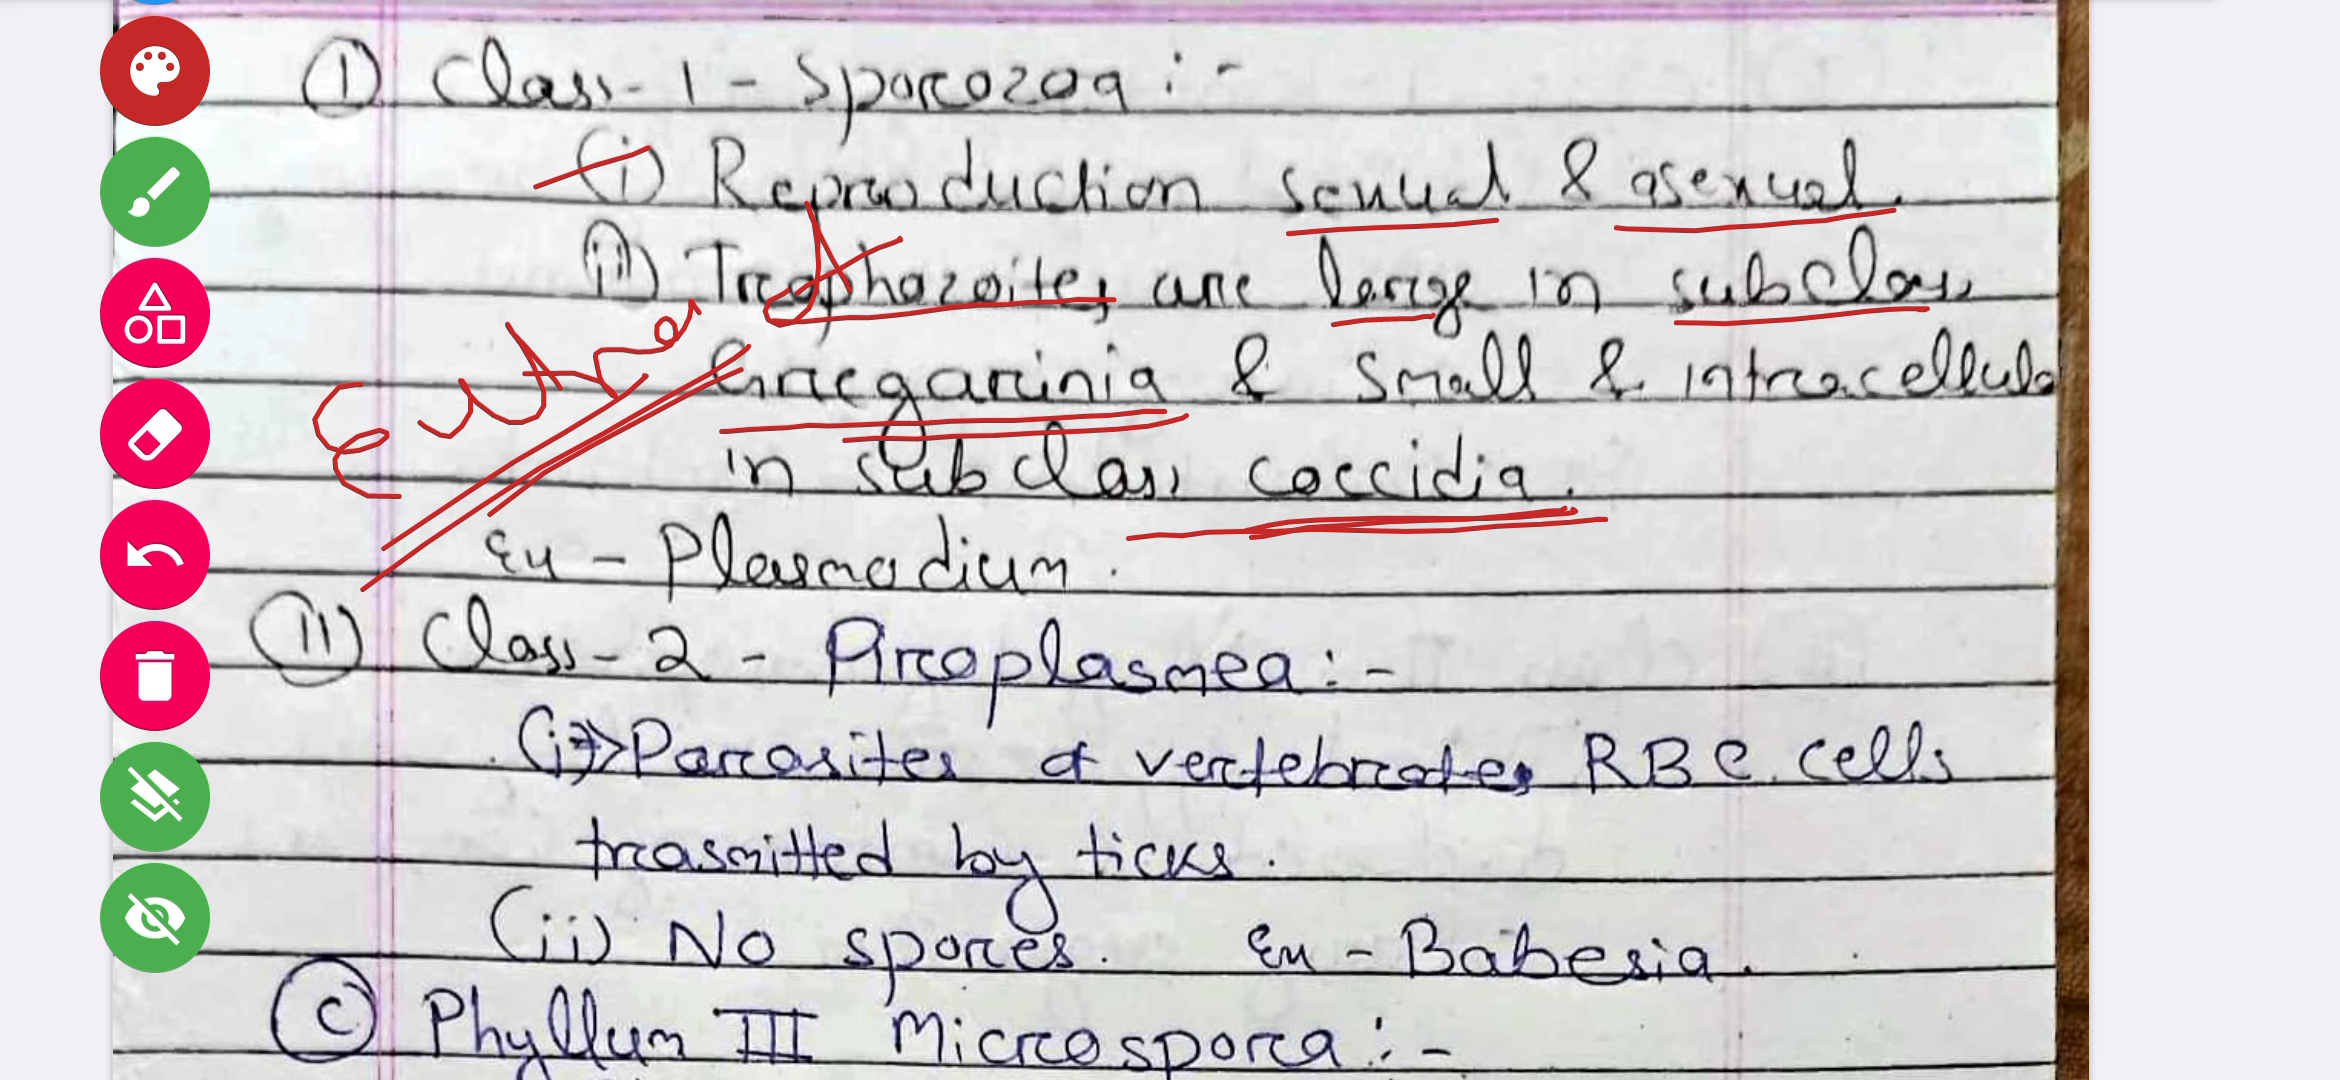 ① Class-1 - Sporozoa :-
(i) Reproduction sexual & asexual.
(ii) Trophozoites are large in subclass
Extra
Gregarinia & small & intracellula
in subclass coccidia.
Ex - Plasmodium.
(ii) Class-2 - Piroplasmea :-
(i)> Parasites of vertebrates RBC cells
trasmitted by ticks.
(ii) No spores. Ex - Babesia.
(C) Phyllum III Microspora :-